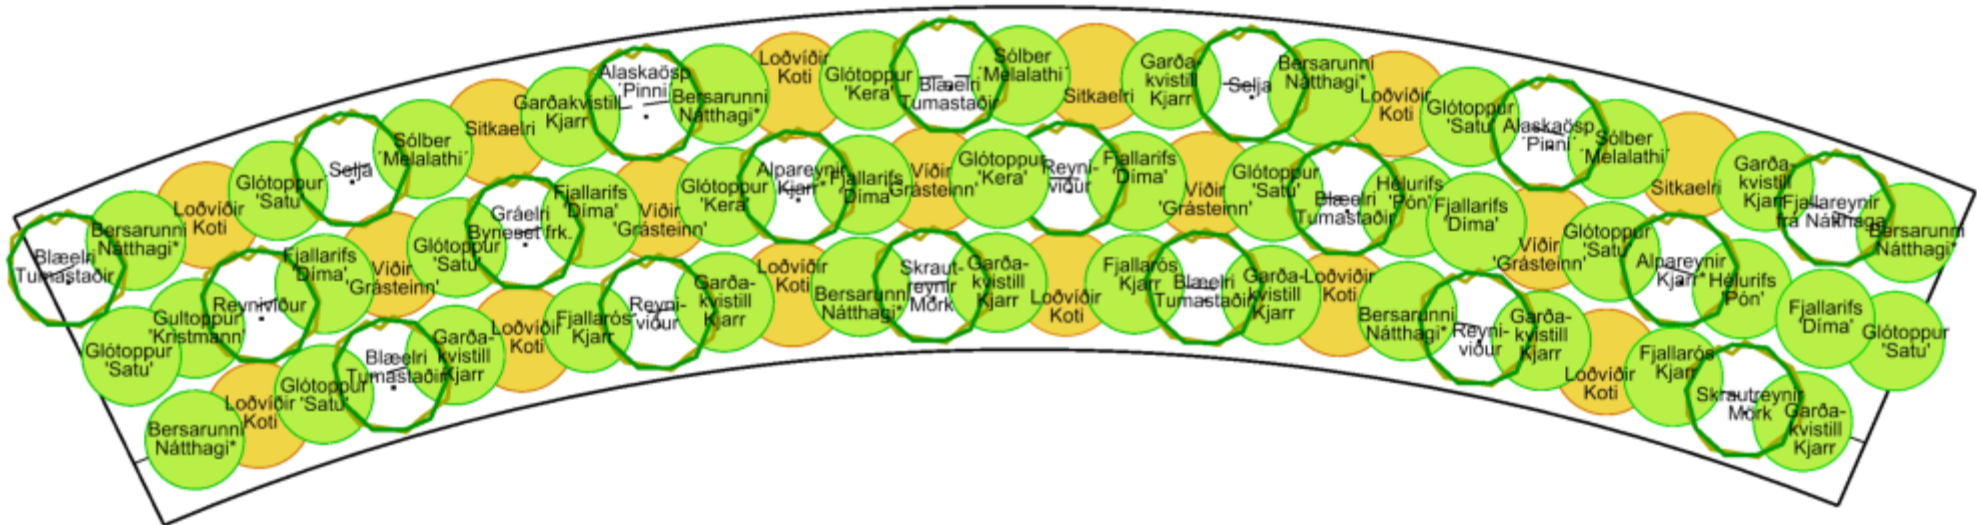 Blæelri
Tumastaðir
Bersarunni
Nátthagi*
Loðvíðir
Koti
Glótoppur
'Satu'
Selja
Sólber
´Melalathi´
Sitkaelri
Garðakvistill
Kjarr
Alaskaösp
´Pinni´
Bersarunni
Nátthagi*
Loðvíðir
Koti
Glótoppur
'Kera'
Blæelri
Tumastaðir
Sólber
´Melalathi´
Sitkaelri
Garða-
kvistill
Kjarr
Selja
Bersarunni
Nátthagi*
Loðvíðir
Koti
Glótoppur
'Satu'
Alaskaösp
´Pinni´
Sólber
´Melalathi´
Sitkaelri
Garða-
kvistill
Kjarr
Fjallareynir
frá Nátthaga
Bersarunni
Nátthagi*
Glótoppur
'Satu'
Gultoppur
'Kristmann'
Reyniviður
Fjallarifs
'Dima'
Víðir
'Grásteinn'
Glótoppur
'Satu'
Gráelri
Byneset frk.
Fjallarifs
'Dima'
Víðir
'Grásteinn'
Glótoppur
'Kera'
Alpareynir
Kjarr*
Fjallarifs
'Dima'
Víðir
'Grásteinn'
Glótoppur
'Kera'
Reyni-
viður
Fjallarifs
'Dima'
Víðir
'Grásteinn'
Glótoppur
'Satu'
Blæelri
Tumastaðir
Hélurifs
'Pón'
Fjallarifs
'Dima'
Víðir
'Grásteinn'
Glótoppur
'Satu'
Alpareynir
Kjarr*
Hélurifs
'Pón'
Fjallarifs
'Dima'
Glótoppur
'Satu'
Bersarunni
Nátthagi*
Loðvíðir
Koti
Glótoppur
'Satu'
Blæelri
Tumastaðir
Garða-
kvistill
Kjarr
Loðvíðir
Koti
Fjallarós
Kjarr
Reyni-
viður
Garða-
kvistill
Kjarr
Loðvíðir
Koti
Bersarunni
Nátthagi*
Skraut-
reynir
Mörk
Garða-
kvistill
Kjarr
Loðvíðir
Koti
Fjallarós
Kjarr
Blæelri
Tumastaðir
Garða-
kvistill
Kjarr
Loðvíðir
Koti
Bersarunni
Nátthagi*
Reyni-
viður
Garða-
kvistill
Kjarr
Loðvíðir
Koti
Fjallarós
Kjarr
Skrautreynir
Mörk
Garða-
kvistill
Kjarr